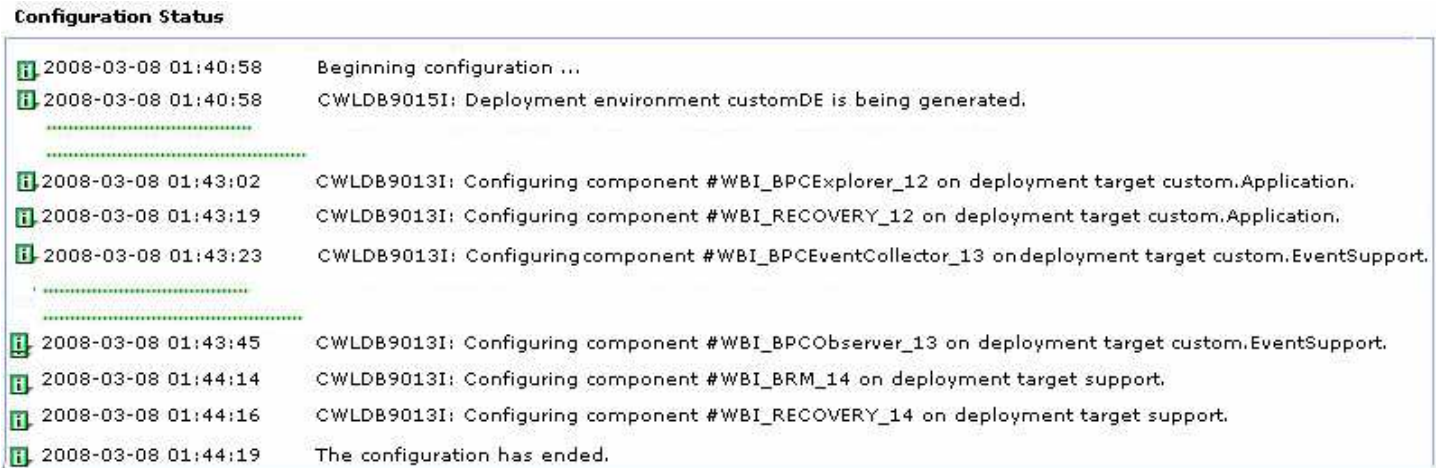 Configuration Status
2008-03-08 01:40:58 Beginning configuration ...
2008-03-08 01:40:58 CWLDB9015I: Deployment environment customDE is being generated.
2008-03-08 01:43:02 CWLDB9013I: Configuring component #WBI_BPCExplorer_12 on deployment target custom.Application.
2008-03-08 01:43:19 CWLDB9013I: Configuring component #WBI_RECOVERY_12 on deployment target custom.Application.
2008-03-08 01:43:23 CWLDB9013I: Configuringcomponent #WBI_BPCEventCollector_13 ondeployment target custom.EventSupport.
2008-03-08 01:43:45 CWLDB9013I: Configuring component #WBI_BPCObserver_13 on deployment target custom.EventSupport.
2008-03-08 01:44:14 CWLDB9013I: Configuring component #WBI_BRM_14 on deployment target support.
2008-03-08 01:44:16 CWLDB9013I: Configuring component #WBI_RECOVERY_14 on deployment target support.
2008-03-08 01:44:19 The configuration has ended.